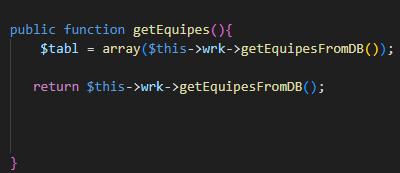 public function getEquipes(){
$tabl = array($this->wrk->getEquipesFromDB());
return $this->wrk->getEquipesFromDB();
}